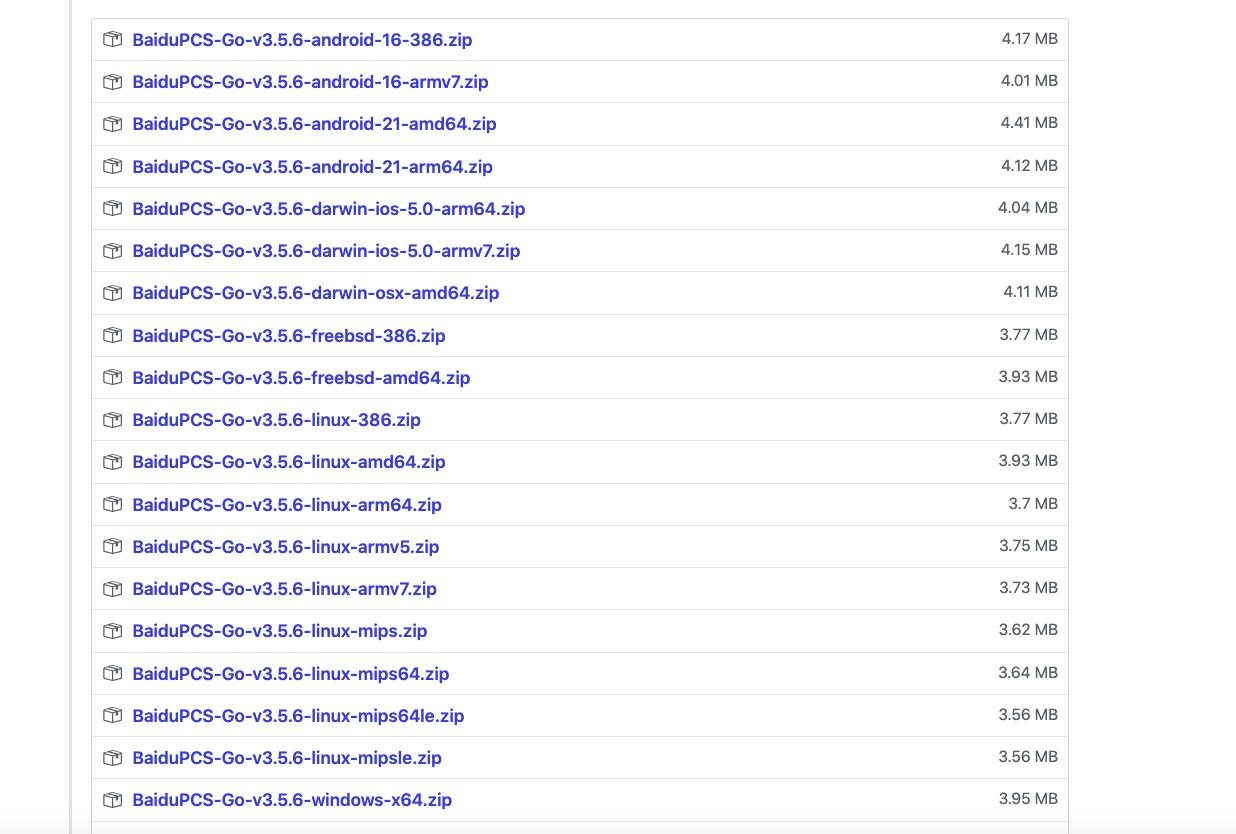 BaiduPCS-Go-v3.5.6-android-16-386.zip 4.17 MB
BaiduPCS-Go-v3.5.6-android-16-armv7.zip 4.01 MB
BaiduPCS-Go-v3.5.6-android-21-amd64.zip 4.41 MB
BaiduPCS-Go-v3.5.6-android-21-arm64.zip 4.12 MB
BaiduPCS-Go-v3.5.6-darwin-ios-5.0-arm64.zip 4.04 MB
BaiduPCS-Go-v3.5.6-darwin-ios-5.0-armv7.zip 4.15 MB
BaiduPCS-Go-v3.5.6-darwin-osx-amd64.zip 4.11 MB
BaiduPCS-Go-v3.5.6-freebsd-386.zip 3.77 MB
BaiduPCS-Go-v3.5.6-freebsd-amd64.zip 3.93 MB
BaiduPCS-Go-v3.5.6-linux-386.zip 3.77 MB
BaiduPCS-Go-v3.5.6-linux-amd64.zip 3.93 MB
BaiduPCS-Go-v3.5.6-linux-arm64.zip 3.7 MB
BaiduPCS-Go-v3.5.6-linux-armv5.zip 3.75 MB
BaiduPCS-Go-v3.5.6-linux-armv7.zip 3.73 MB
BaiduPCS-Go-v3.5.6-linux-mips.zip 3.62 MB
BaiduPCS-Go-v3.5.6-linux-mips64.zip 3.64 MB
BaiduPCS-Go-v3.5.6-linux-mips64le.zip 3.56 MB
BaiduPCS-Go-v3.5.6-linux-mipsle.zip 3.56 MB
BaiduPCS-Go-v3.5.6-windows-x64.zip 3.95 MB